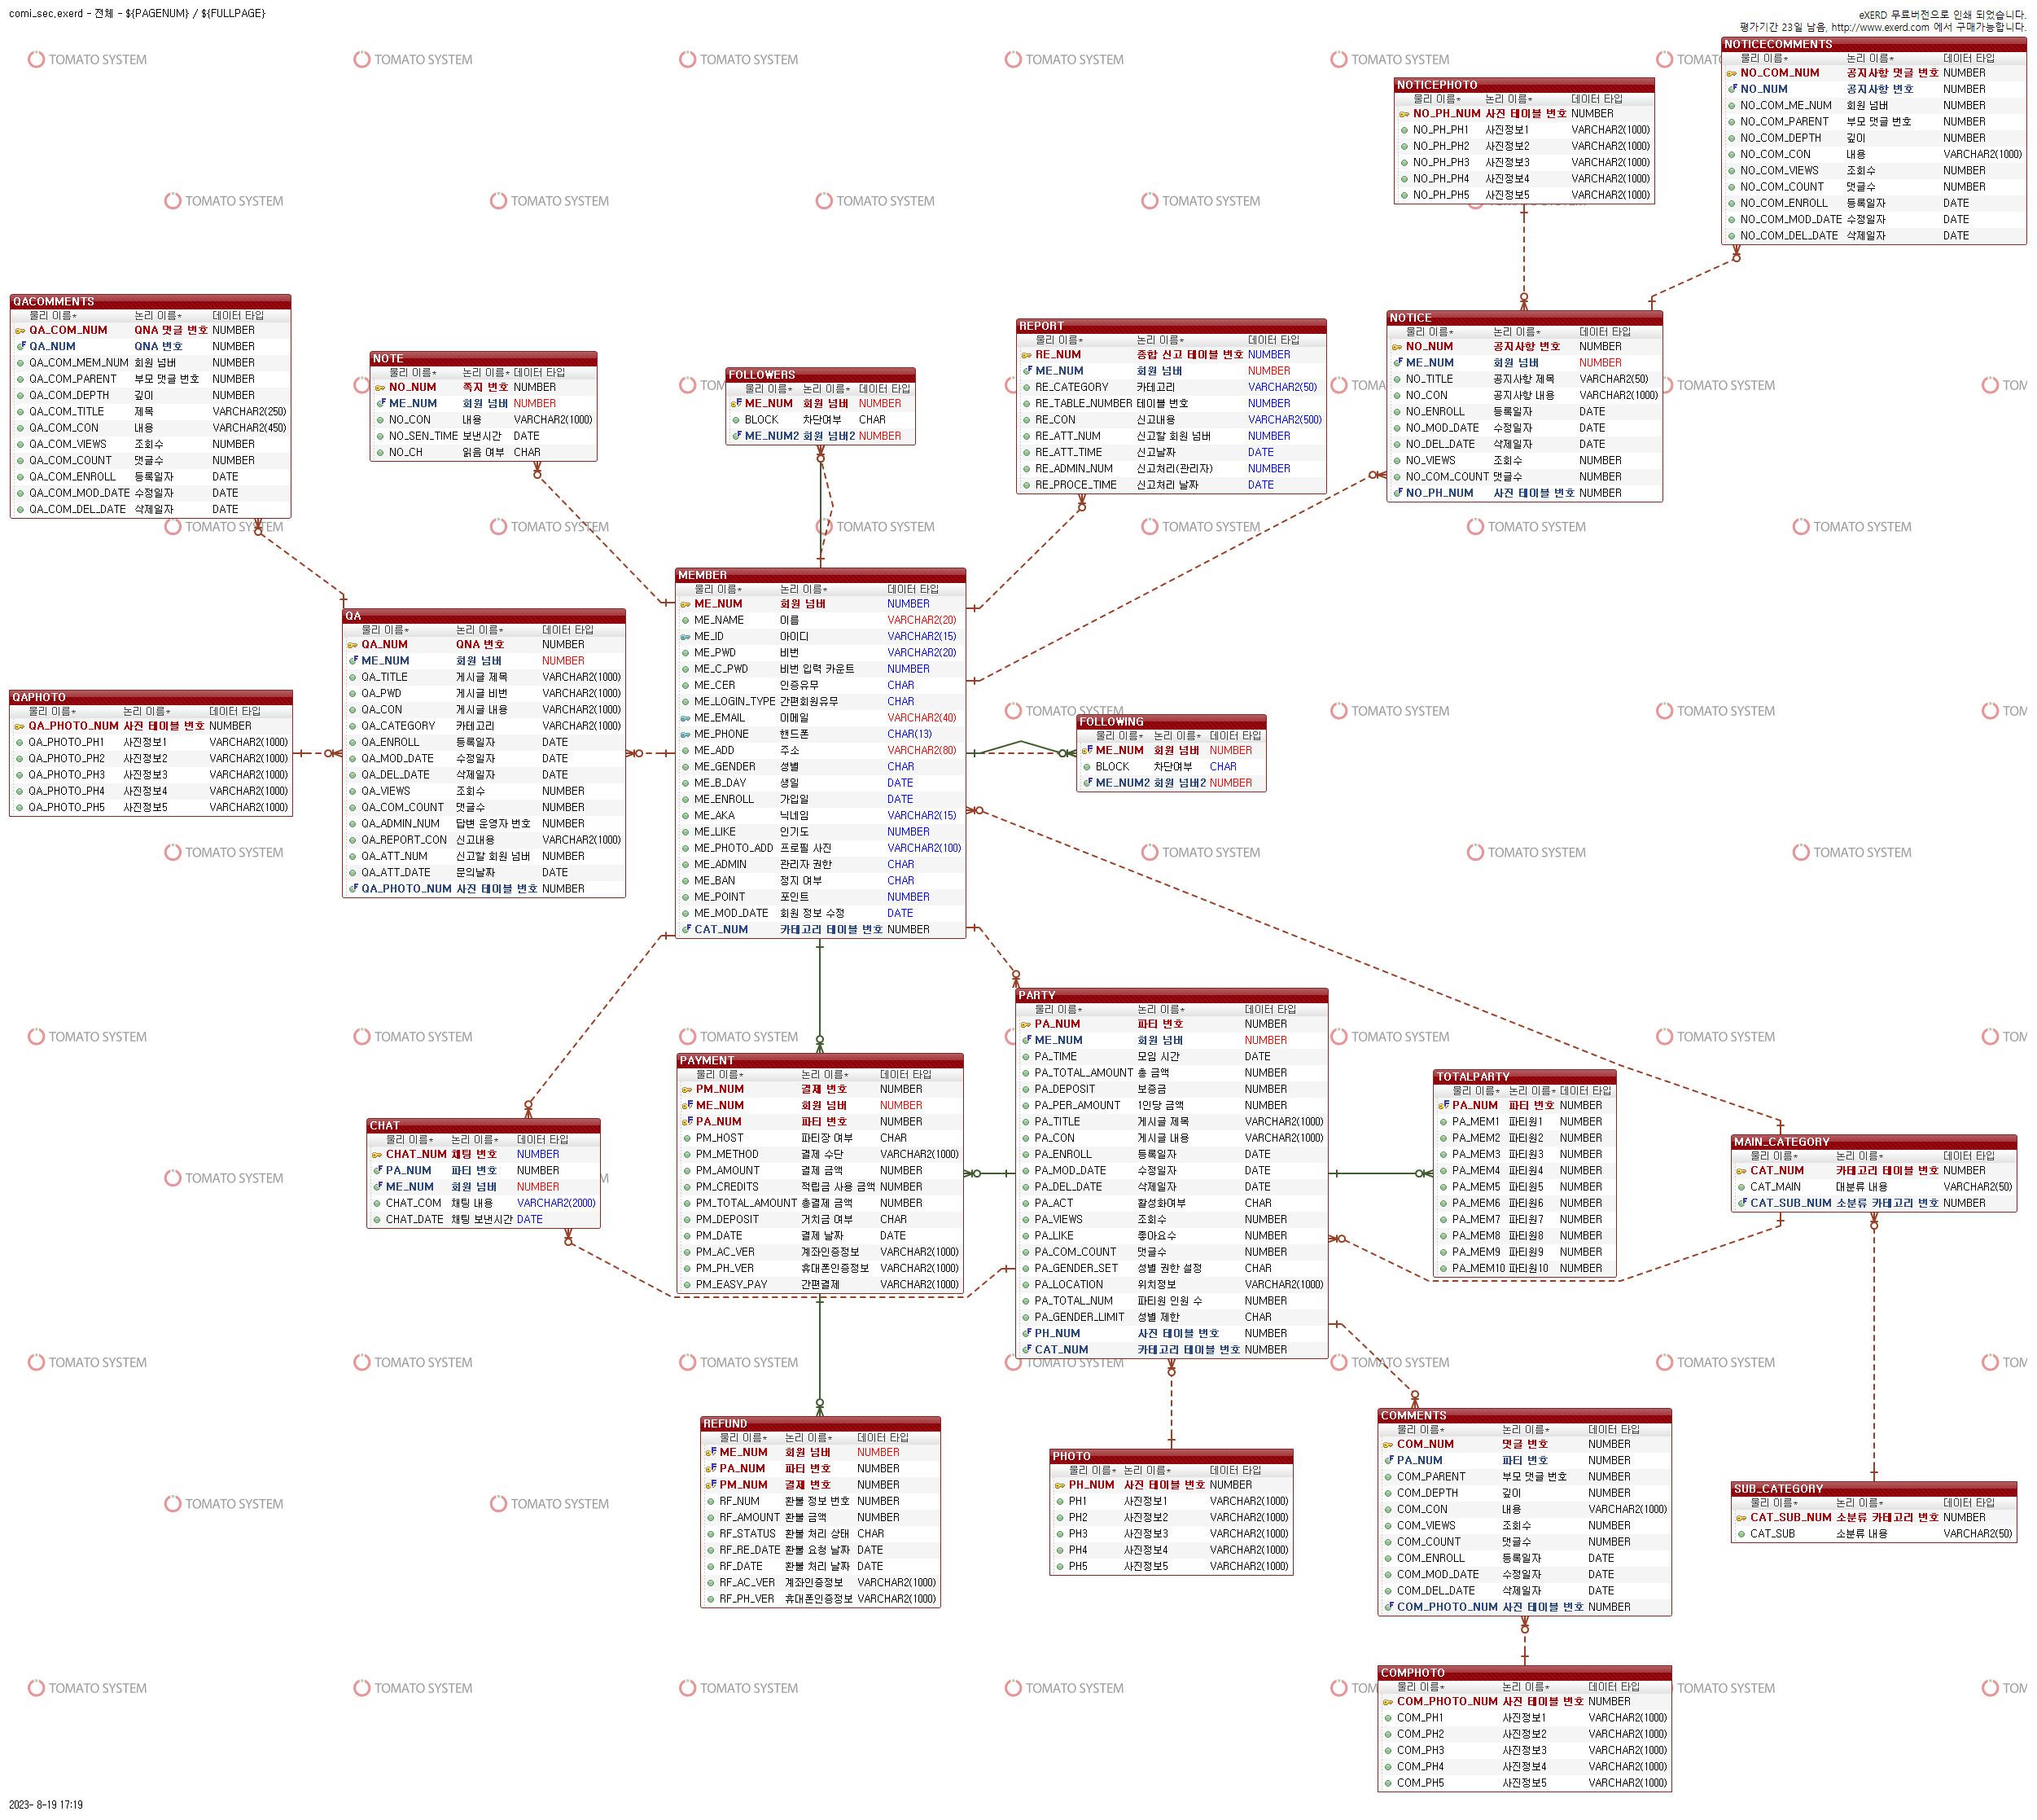 comi_sec.exerd - 전체 - ${PAGENUM} / ${FULLPAGE}
eXERD 무료버전으로 인쇄 되었습니다.
평가기간 23일 남음, http://www.exerd.com 에서 구매가능합니다.
TOMATO SYSTEM
NOTICECOMMENTS
물리 이름* 논리 이름* 데이터 타입
NO_COM_NUM 공지사항 댓글 번호 NUMBER
NO_NUM 공지사항 번호 NUMBER
NO_COM_ME_NUM 회원 넘버 NUMBER
NO_COM_PARENT 부모 댓글 번호 NUMBER
NO_COM_DEPTH 깊이 NUMBER
NO_COM_CON 내용 VARCHAR2(1000)
NO_COM_VIEWS 조회수 NUMBER
NO_COM_COUNT 댓글수 NUMBER
NO_COM_ENROLL 등록일자 DATE
NO_COM_MOD_DATE 수정일자 DATE
NO_COM_DEL_DATE 삭제일자 DATE
NOTICEPHOTO
물리 이름* 논리 이름* 데이터 타입
NO_PH_NUM 사진 테이블 번호 NUMBER
NO_PH_PH1 사진정보1 VARCHAR2(1000)
NO_PH_PH2 사진정보2 VARCHAR2(1000)
NO_PH_PH3 사진정보3 VARCHAR2(1000)
NO_PH_PH4 사진정보4 VARCHAR2(1000)
NO_PH_PH5 사진정보5 VARCHAR2(1000)
QACOMMENTS
물리 이름* 논리 이름* 데이터 타입
QA_COM_NUM QNA 댓글 번호 NUMBER
QA_NUM QNA 번호 NUMBER
QA_COM_MEM_NUM 회원 넘버 NUMBER
QA_COM_PARENT 부모 댓글 번호 NUMBER
QA_COM_DEPTH 깊이 NUMBER
QA_COM_TITLE 제목 VARCHAR2(250)
QA_COM_CON 내용 VARCHAR2(450)
QA_COM_VIEWS 조회수 NUMBER
QA_COM_COUNT 댓글수 NUMBER
QA_COM_ENROLL 등록일자 DATE
QA_COM_MOD_DATE 수정일자 DATE
QA_COM_DEL_DATE 삭제일자 DATE
NOTE
물리 이름* 논리 이름* 데이터 타입
NO_NUM 쪽지 번호 NUMBER
ME_NUM 회원 넘버 NUMBER
NO_CON 내용 VARCHAR2(1000)
NO_SEN_TIME 보낸시간 DATE
NO_CH 읽음 여부 CHAR
FOLLOWERS
물리 이름* 논리 이름* 데이터 타입
ME_NUM 회원 넘버 NUMBER
BLOCK 차단여부 CHAR
ME_NUM2 회원 넘버2 NUMBER
REPORT
물리 이름* 논리 이름* 데이터 타입
RE_NUM 종합 신고 테이블 번호 NUMBER
ME_NUM 회원 넘버 NUMBER
RE_CATEGORY 카테고리 VARCHAR2(50)
RE_TABLE_NUMBER 테이블 번호 NUMBER
RE_CON 신고내용 VARCHAR2(500)
RE_ATT_NUM 신고할 회원 넘버 NUMBER
RE_ATT_TIME 신고날짜 DATE
RE_ADMIN_NUM 신고처리(관리자) NUMBER
RE_PROCE_TIME 신고처리 날짜 DATE
NOTICE
물리 이름* 논리 이름* 데이터 타입
NO_NUM 공지사항 번호 NUMBER
ME_NUM 회원 넘버 NUMBER
NO_TITLE 공지사항 제목 VARCHAR2(50)
NO_CON 공지사항 내용 VARCHAR2(1000)
NO_ENROLL 등록일자 DATE
NO_MOD_DATE 수정일자 DATE
NO_DEL_DATE 삭제일자 DATE
NO_VIEWS 조회수 NUMBER
NO_COM_COUNT 댓글수 NUMBER
NO_PH_NUM 사진 테이블 번호 NUMBER
QA
물리 이름* 논리 이름* 데이터 타입
QA_NUM QNA 번호 NUMBER
ME_NUM 회원 넘버 NUMBER
QA_TITLE 게시글 제목 VARCHAR2(1000)
QA_PWD 게시글 비번 VARCHAR2(1000)
QA_CON 게시글 내용 VARCHAR2(1000)
QA_CATEGORY 카테고리 VARCHAR2(1000)
QA_ENROLL 등록일자 DATE
QA_MOD_DATE 수정일자 DATE
QA_DEL_DATE 삭제일자 DATE
QA_VIEWS 조회수 NUMBER
QA_COM_COUNT 댓글수 NUMBER
QA_ADMIN_NUM 답변 운영자 번호 NUMBER
QA_REPORT_CON 신고내용 VARCHAR2(1000)
QA_ATT_NUM 신고할 회원 넘버 NUMBER
QA_ATT_DATE 문의날짜 DATE
QA_PHOTO_NUM 사진 테이블 번호 NUMBER
QAPHOTO
물리 이름* 논리 이름* 데이터 타입
QA_PHOTO_NUM 사진 테이블 번호 NUMBER
QA_PHOTO_PH1 사진정보1 VARCHAR2(1000)
QA_PHOTO_PH2 사진정보2 VARCHAR2(1000)
QA_PHOTO_PH3 사진정보3 VARCHAR2(1000)
QA_PHOTO_PH4 사진정보4 VARCHAR2(1000)
QA_PHOTO_PH5 사진정보5 VARCHAR2(1000)
MEMBER
물리 이름* 논리 이름* 데이터 타입
ME_NUM 회원 넘버 NUMBER
ME_NAME 이름 VARCHAR2(20)
ME_ID 아이디 VARCHAR2(15)
ME_PWD 비번 VARCHAR2(20)
ME_C_PWD 비번 입력 카운트 NUMBER
ME_CER 인증유무 CHAR
ME_LOGIN_TYPE 간편회원유무 CHAR
ME_EMAIL 이메일 VARCHAR2(40)
ME_PHONE 핸드폰 CHAR(13)
ME_ADD 주소 VARCHAR2(80)
ME_GENDER 성별 CHAR
ME_B_DAY 생일 DATE
ME_ENROLL 가입일 DATE
ME_AKA 닉네임 VARCHAR2(15)
ME_LIKE 인기도 NUMBER
ME_PHOTO_ADD 프로필 사진 VARCHAR2(100)
ME_ADMIN 관리자 권한 CHAR
ME_BAN 정지 여부 CHAR
ME_POINT 포인트 NUMBER
ME_MOD_DATE 회원 정보 수정 DATE
CAT_NUM 카테고리 테이블 번호 NUMBER
FOLLOWING
물리 이름* 논리 이름* 데이터 타입
ME_NUM 회원 넘버 NUMBER
BLOCK 차단여부 CHAR
ME_NUM2 회원 넘버2 NUMBER
CHAT
물리 이름* 논리 이름* 데이터 타입
CHAT_NUM 채팅 번호 NUMBER
PA_NUM 파티 번호 NUMBER
ME_NUM 회원 넘버 NUMBER
CHAT_COM 채팅 내용 VARCHAR2(2000)
CHAT_DATE 채팅 보낸시간 DATE
PAYMENT
물리 이름* 논리 이름* 데이터 타입
PM_NUM 결제 번호 NUMBER
ME_NUM 회원 넘버 NUMBER
PA_NUM 파티 번호 NUMBER
PM_HOST 파티장 여부 CHAR
PM_METHOD 결제 수단 VARCHAR2(1000)
PM_AMOUNT 결제 금액 NUMBER
PM_CREDITS 적립금 사용 금액 NUMBER
PM_TOTAL_AMOUNT 총결제 금액 NUMBER
PM_DEPOSIT 거치금 여부 CHAR
PM_DATE 결제 날짜 DATE
PM_AC_VER 계좌인증정보 VARCHAR2(1000)
PM_PH_VER 휴대폰인증정보 VARCHAR2(1000)
PM_EASY_PAY 간편결제 VARCHAR2(1000)
PARTY
물리 이름* 논리 이름* 데이터 타입
PA_NUM 파티 번호 NUMBER
ME_NUM 회원 넘버 NUMBER
PA_TIME 모임 시간 DATE
PA_TOTAL_AMOUNT 총 금액 NUMBER
PA_DEPOSIT 보증금 NUMBER
PA_PER_AMOUNT 1인당 금액 NUMBER
PA_TITLE 게시글 제목 VARCHAR2(1000)
PA_CON 게시글 내용 VARCHAR2(1000)
PA_ENROLL 등록일자 DATE
PA_MOD_DATE 수정일자 DATE
PA_DEL_DATE 삭제일자 DATE
PA_ACT 활성화여부 CHAR
PA_VIEWS 조회수 NUMBER
PA_LIKE 좋아요수 NUMBER
PA_COM_COUNT 댓글수 NUMBER
PA_GENDER_SET 성별 권한 설정 CHAR
PA_LOCATION 위치정보 VARCHAR2(1000)
PA_TOTAL_NUM 파티원 인원 수 NUMBER
PA_GENDER_LIMIT 성별 제한 CHAR
PH_NUM 사진 테이블 번호 NUMBER
CAT_NUM 카테고리 테이블 번호 NUMBER
TOTALPARTY
물리 이름* 논리 이름* 데이터 타입
PA_NUM 파티 번호 NUMBER
PA_MEM1 파티원1 NUMBER
PA_MEM2 파티원2 NUMBER
PA_MEM3 파티원3 NUMBER
PA_MEM4 파티원4 NUMBER
PA_MEM5 파티원5 NUMBER
PA_MEM6 파티원6 NUMBER
PA_MEM7 파티원7 NUMBER
PA_MEM8 파티원8 NUMBER
PA_MEM9 파티원9 NUMBER
PA_MEM10 파티원10 NUMBER
MAIN_CATEGORY
물리 이름* 논리 이름* 데이터 타입
CAT_NUM 카테고리 테이블 번호 NUMBER
CAT_MAIN 대분류 내용 VARCHAR2(50)
CAT_SUB_NUM 소분류 카테고리 번호 NUMBER
REFUND
물리 이름* 논리 이름* 데이터 타입
ME_NUM 회원 넘버 NUMBER
PA_NUM 파티 번호 NUMBER
PM_NUM 결제 번호 NUMBER
RF_NUM 환불 정보 번호 NUMBER
RF_AMOUNT 환불 금액 NUMBER
RF_STATUS 환불 처리 상태 CHAR
RF_RE_DATE 환불 요청 날짜 DATE
RF_DATE 환불 처리 날짜 DATE
RF_AC_VER 계좌인증정보 VARCHAR2(1000)
RF_PH_VER 휴대폰인증정보 VARCHAR2(1000)
PHOTO
물리 이름* 논리 이름* 데이터 타입
PH_NUM 사진 테이블 번호 NUMBER
PH1 사진정보1 VARCHAR2(1000)
PH2 사진정보2 VARCHAR2(1000)
PH3 사진정보3 VARCHAR2(1000)
PH4 사진정보4 VARCHAR2(1000)
PH5 사진정보5 VARCHAR2(1000)
COMMENTS
물리 이름* 논리 이름* 데이터 타입
COM_NUM 댓글 번호 NUMBER
PA_NUM 파티 번호 NUMBER
COM_PARENT 부모 댓글 번호 NUMBER
COM_DEPTH 깊이 NUMBER
COM_CON 내용 VARCHAR2(1000)
COM_VIEWS 조회수 NUMBER
COM_COUNT 댓글수 NUMBER
COM_ENROLL 등록일자 DATE
COM_MOD_DATE 수정일자 DATE
COM_DEL_DATE 삭제일자 DATE
COM_PHOTO_NUM 사진 테이블 번호 NUMBER
SUB_CATEGORY
물리 이름* 논리 이름* 데이터 타입
CAT_SUB_NUM 소분류 카테고리 번호 NUMBER
CAT_SUB 소분류 내용 VARCHAR2(50)
COMPHOTO
물리 이름* 논리 이름* 데이터 타입
COM_PHOTO_NUM 사진 테이블 번호 NUMBER
COM_PH1 사진정보1 VARCHAR2(1000)
COM_PH2 사진정보2 VARCHAR2(1000)
COM_PH3 사진정보3 VARCHAR2(1000)
COM_PH4 사진정보4 VARCHAR2(1000)
COM_PH5 사진정보5 VARCHAR2(1000)
2023- 8-19 17:19